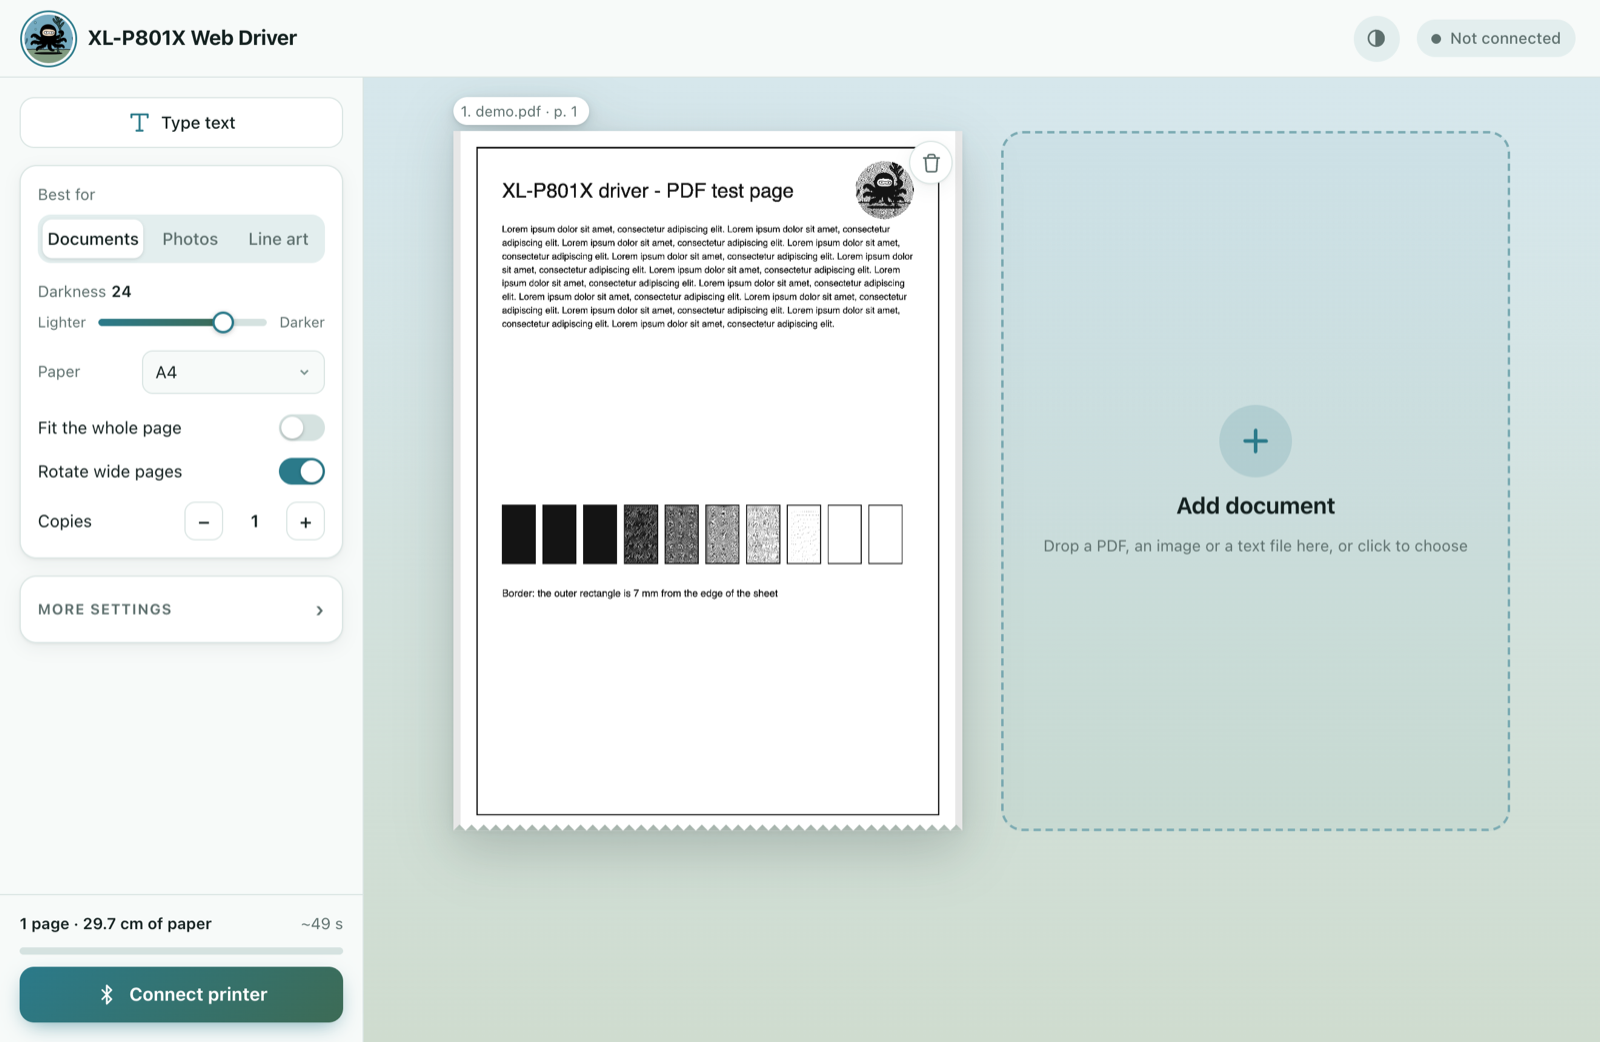 XL-P801X Web Driver
Not connected
Type text
Best for
Documents
Photos
Line art
Darkness 24
Lighter
Darker
Paper
A4
Fit the whole page
Rotate wide pages
Copies
−
1
+
MORE SETTINGS
1 page · 29.7 cm of paper
~49 s
Connect printer
1. demo.pdf · p. 1
XL-P801X driver - PDF test page
Lorem ipsum dolor sit amet, consectetur adipiscing elit. Lorem ipsum dolor sit amet, consectetur
adipiscing elit. Lorem ipsum dolor sit amet, consectetur adipiscing elit. Lorem ipsum dolor sit amet,
consectetur adipiscing elit. Lorem ipsum dolor sit amet, consectetur adipiscing elit. Lorem ipsum dolor
sit amet, consectetur adipiscing elit. Lorem ipsum dolor sit amet, consectetur adipiscing elit. Lorem
ipsum dolor sit amet, consectetur adipiscing elit. Lorem ipsum dolor sit amet, consectetur adipiscing
elit. Lorem ipsum dolor sit amet, consectetur adipiscing elit. Lorem ipsum dolor sit amet, consectetur
adipiscing elit. Lorem ipsum dolor sit amet, consectetur adipiscing elit. Lorem ipsum dolor sit amet,
consectetur adipiscing elit. Lorem ipsum dolor sit amet, consectetur adipiscing elit.
Border: the outer rectangle is 7 mm from the edge of the sheet
Add document
Drop a PDF, an image or a text file here, or click to choose